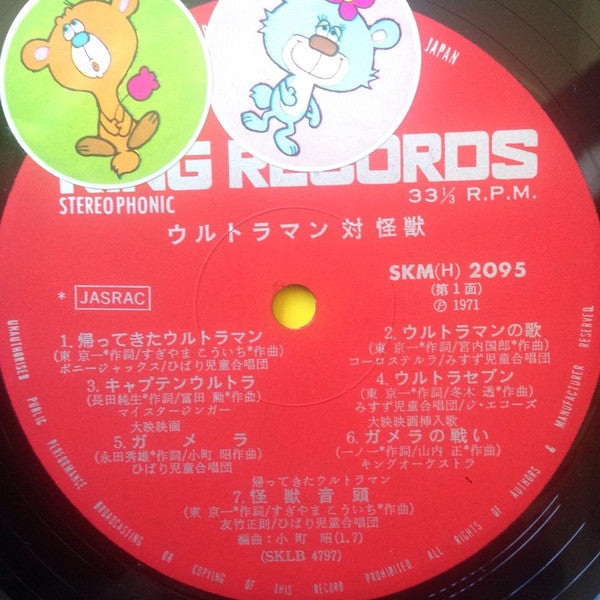 JAPAN
KING RECORDS
STEREOPHONIC
33 1/3 R.P.M.
ウルトラマン対怪獣
SKM(H) 2095
(第1面)
Ⓟ 1971
* JASRAC
1. 帰ってきたウルトラマン
(東 京一*作詞/すぎやま こういち*作曲)
ボニージャックス/ひばり児童合唱団
2. ウルトラマンの歌
(東 京一*作詞/宮内国郎*作曲)
コーロステルラ/みすず児童合唱団
3. キャプテンウルトラ
(長田純生*作詞/富田 勲*作曲)
マイスタージンガー
4. ウルトラセブン
(東 京一*作詞/冬木 透*作曲)
みすず児童合唱団/ジ・エコーズ
大映映画
5. ガメラ
(永田秀雄*作詞/小町 昭作曲)
ひばり児童合唱団
大映映画挿入歌
6. ガメラの戦い
(一ノ一*作詞/山内 正*作曲)
キングオーケストラ
帰ってきたウルトラマン
7. 怪獣音頭
(東 京一*作詞/小町 昭*作曲)
友竹正則/ひばり児童合唱団
編曲:小町 昭(1.7)
(SKLB 4797)
UNAUTHORISED PUBLIC PERFORMANCE BROADCASTING OR COPYING OF THIS RECORD PROHIBITED ALL RIGHTS OF AUTHORS & MANUFACTURER RESERVED.